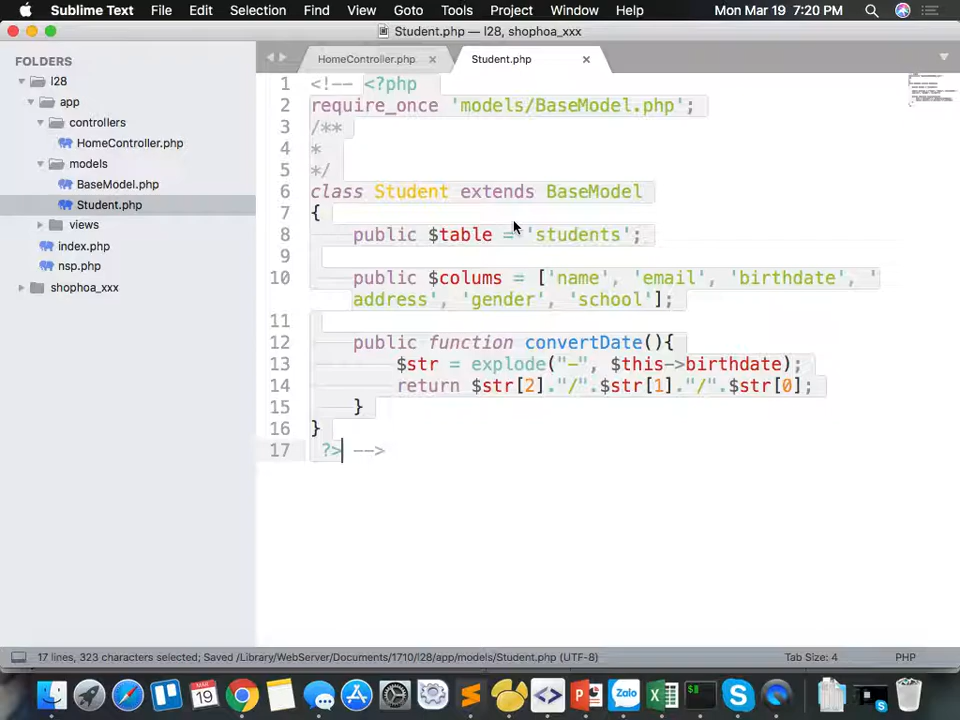 Sublime Text File Edit Selection Find View Goto Tools Project Window Help Mon Mar 19 7:20 PM
Student.php — l28, shopho​a_xxx
FOLDERS
l28
app
controllers
HomeController.php
models
BaseModel.php
Student.php
views
index.php
nsp.php
shophoa_xxx
HomeController.php Student.php
1 <!-- <?php
2 require_once 'models/BaseModel.php';
3 /**
4 *
5 */
6 class Student extends BaseModel
7 {
8 public $table = 'students';
9
10 public $colums = ['name', 'email', 'birthdate', '
address', 'gender', 'school'];
11
12 public function convertDate(){
13 $str = explode("-", $this->birthdate);
14 return $str[2]."/".$str[1]."/".$str[0];
15 }
16 }
17 ?> -->
17 lines, 323 characters selected; Saved /Library/WebServer/Documents/1710/l28/app/models/Student.php (UTF-8) Tab Size: 4 PHP
19
Zalo